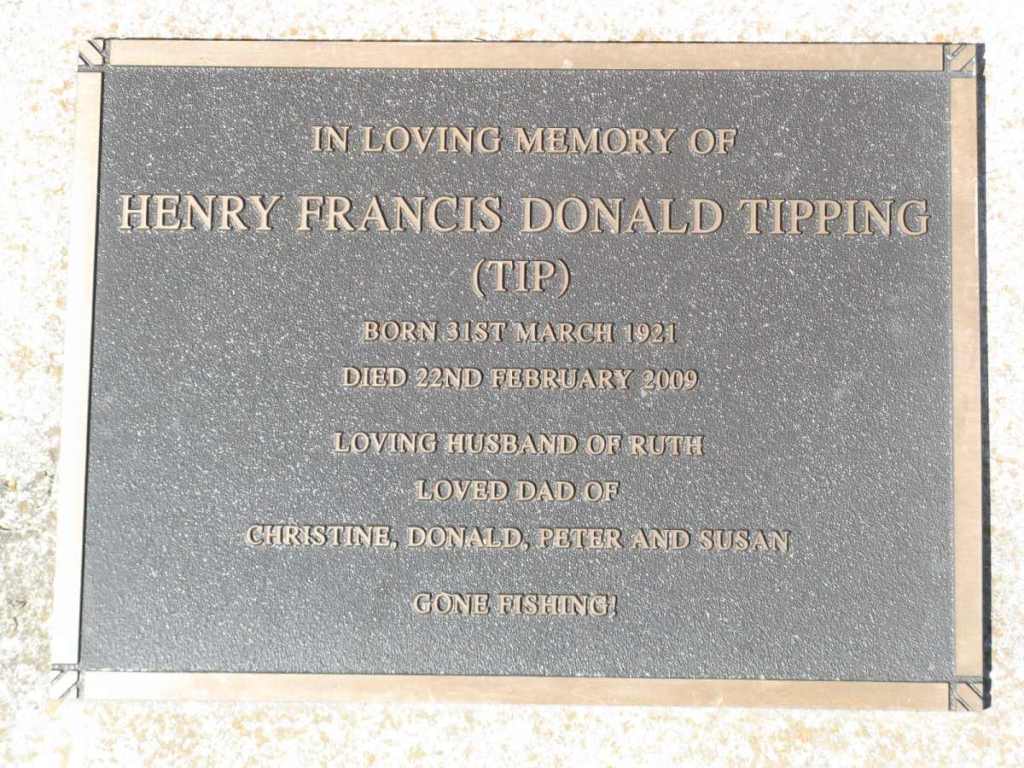 IN LOVING MEMORY OF
HENRY FRANCIS DONALD TIPPING
(TIP)
BORN 31ST MARCH 1921
DIED 22ND FEBRUARY 2009
LOVING HUSBAND OF RUTH
LOVED DAD OF
CHRISTINE, DONALD, PETER AND SUSAN
GONE FISHING!